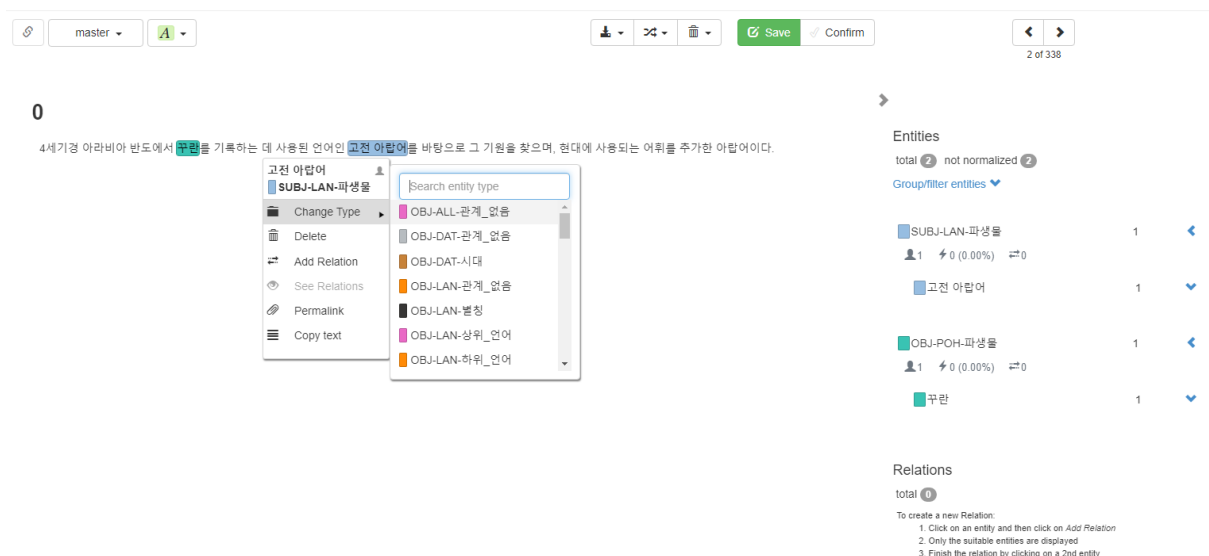 master
A
Save
Confirm
2 of 338
0
4세기경 아라비아 반도에서 꾸란를 기록하는 데 사용된 언어인 고전 아랍어를 바탕으로 그 기원을 찾으며, 현대에 사용되는 어휘를 추가한 아랍어이다.
고전 아랍어
SUBJ-LAN-파생물
Change Type
Delete
Add Relation
See Relations
Permalink
Copy text
Search entity type
OBJ-ALL-관계_없음
OBJ-DAT-관계_없음
OBJ-DAT-시대
OBJ-LAN-관계_없음
OBJ-LAN-별칭
OBJ-LAN-상위_언어
OBJ-LAN-하위_언어
Entities
total 2 not normalized 2
Group/filter entities
SUBJ-LAN-파생물 1
1 0 (0.00%) 0
고전 아랍어 1
OBJ-POH-파생물 1
1 0 (0.00%) 0
꾸란 1
Relations
total 0
To create a new Relation:
1. Click on an entity and then click on Add Relation
2. Only the suitable entities are displayed
3. Finish the relation by clicking on a 2nd entity